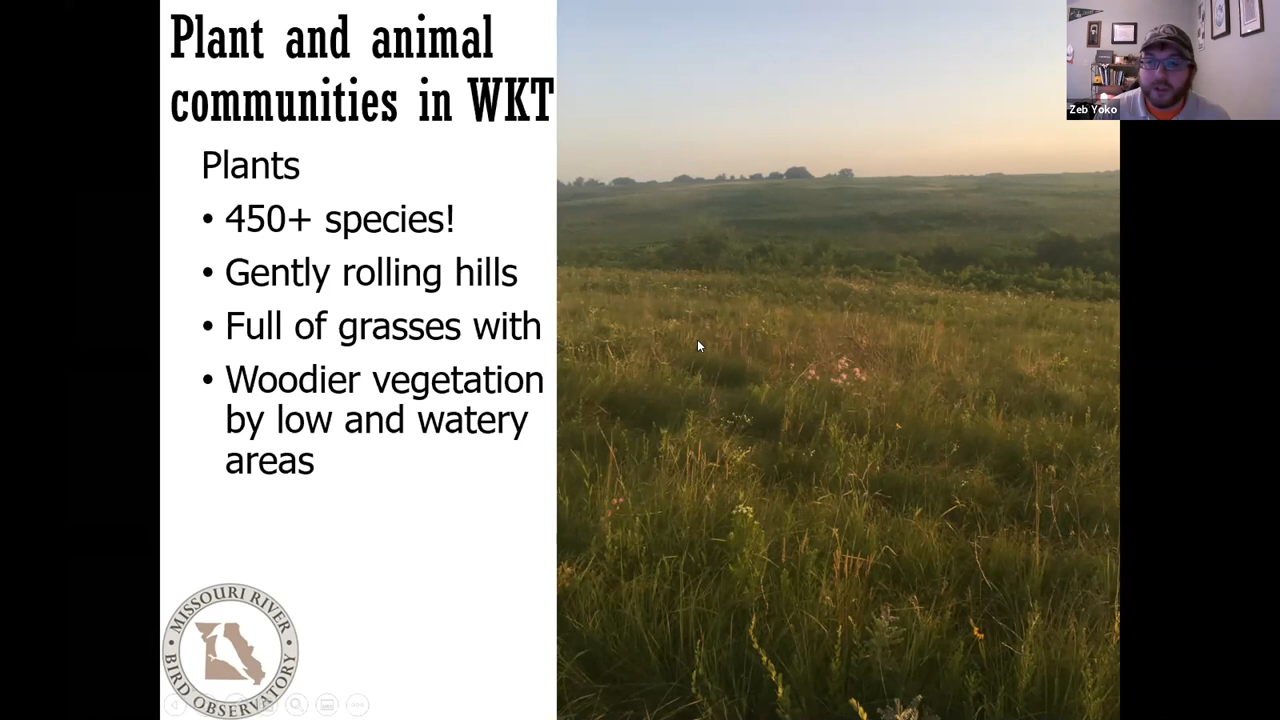 Plant and animal
communities in WKT
Plants
• 450+ species!
• Gently rolling hills
• Full of grasses with
• Woodier vegetation
by low and watery
areas
MISSOURI RIVER
BIRD OBSERVATORY
Zeb Yoko